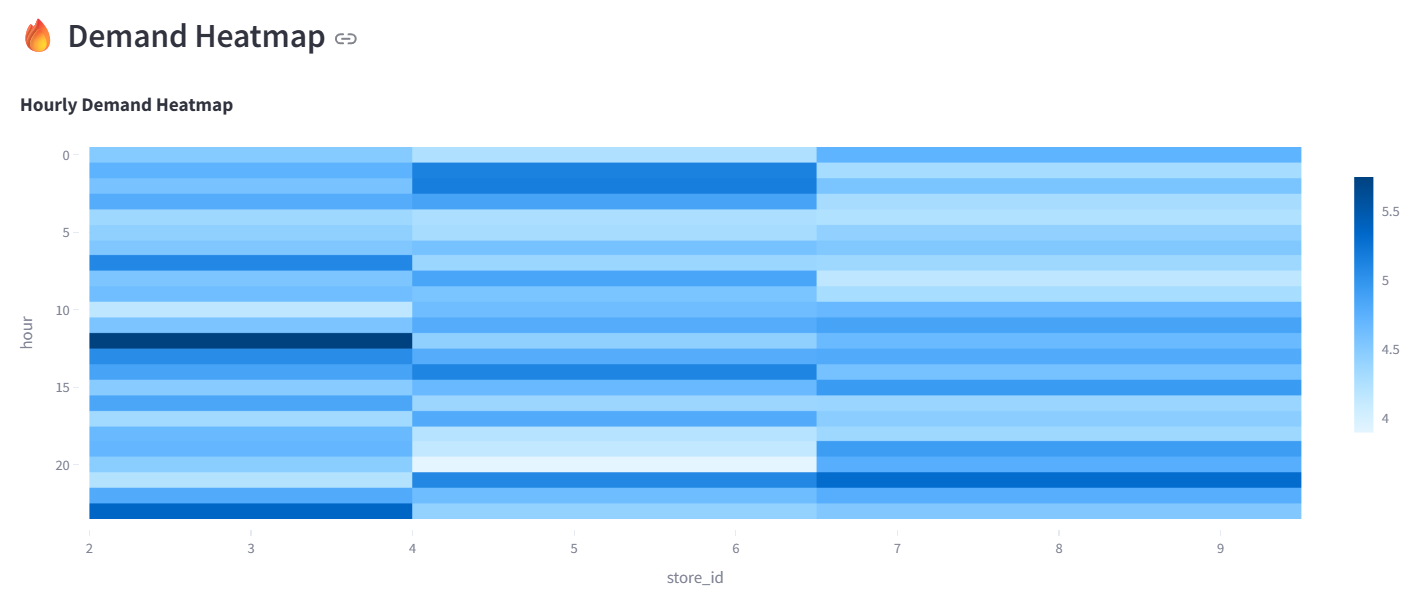 🔥 Demand Heatmap
Hourly Demand Heatmap
0
5
10
15
20
hour
2 3 4 5 6 7 8 9
store_id
5.5
5
4.5
4